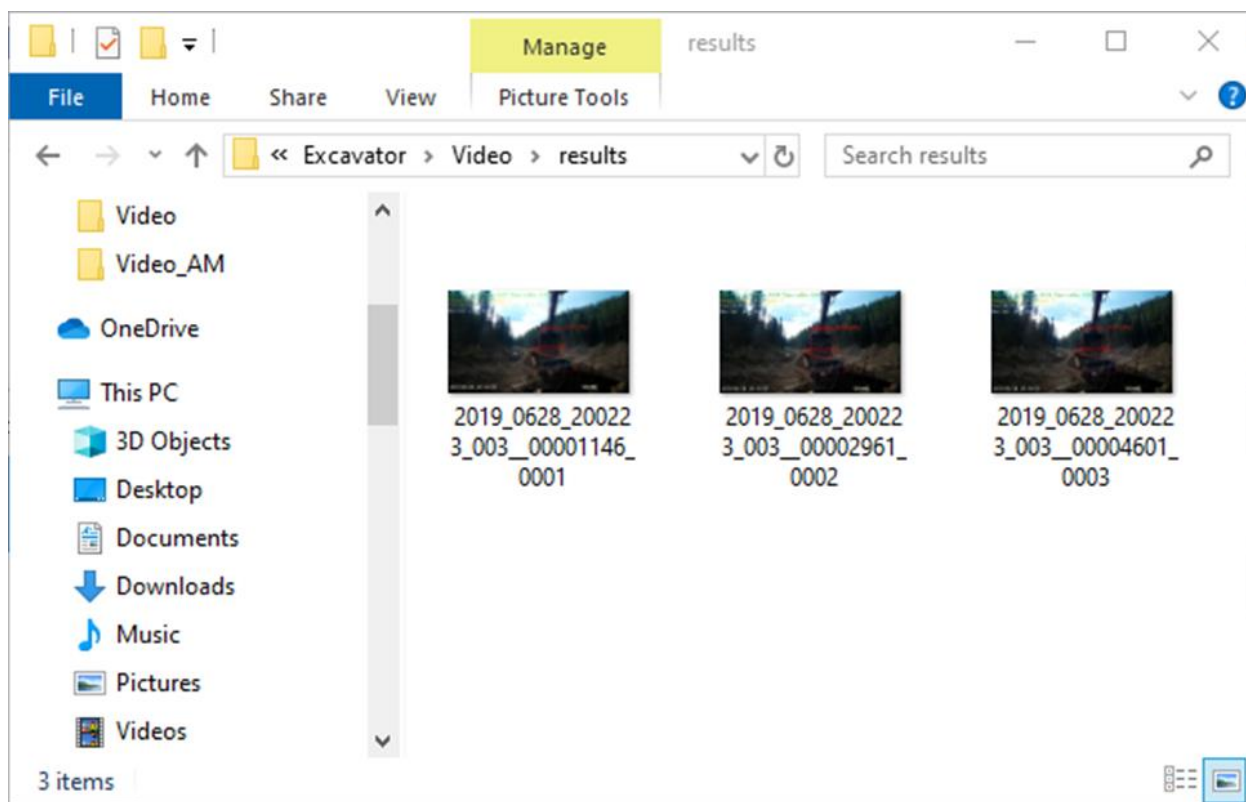 Manage
results
File
Home
Share
View
Picture Tools
« Excavator > Video > results
Search results
Video
Video_AM
OneDrive
This PC
3D Objects
Desktop
Documents
Downloads
Music
Pictures
Videos
2019_0628_20022
3_003__00001146_
0001
2019_0628_20022
3_003__00002961_
0002
2019_0628_20022
3_003__00004601_
0003
3 items